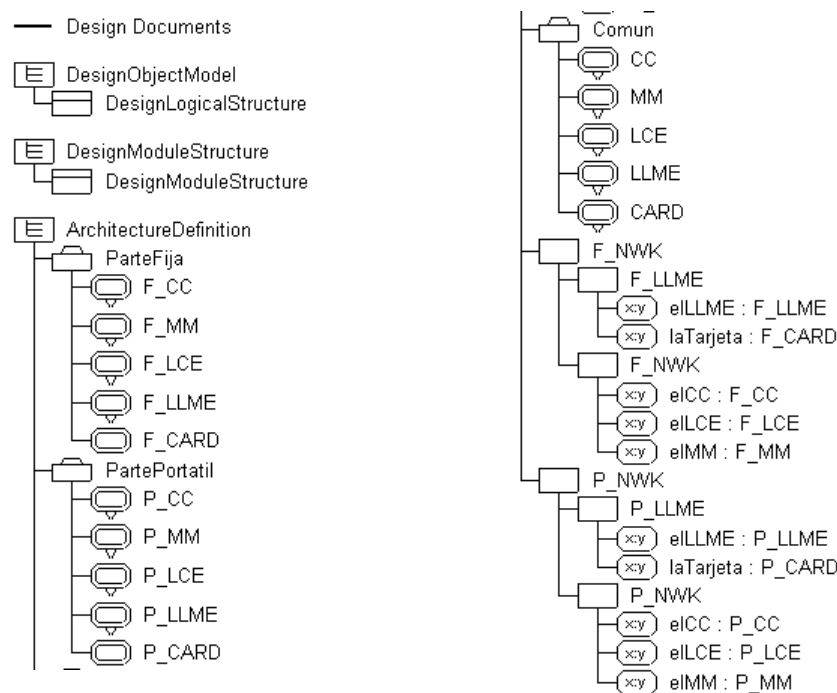 Design Documents
DesignObjectModel
DesignLogicalStructure
DesignModuleStructure
DesignModuleStructure
ArchitectureDefinition
ParteFija
F_CC
F_MM
F_LCE
F_LLME
F_CARD
PartePortatil
P_CC
P_MM
P_LCE
P_LLME
P_CARD
Comun
CC
MM
LCE
LLME
CARD
F_NWK
F_LLME
x:y elLLME : F_LLME
x:y laTarjeta : F_CARD
F_NWK
x:y elCC : F_CC
x:y elLCE : F_LCE
x:y elMM : F_MM
P_NWK
P_LLME
x:y elLLME : P_LLME
x:y laTarjeta : P_CARD
P_NWK
x:y elCC : P_CC
x:y elLCE : P_LCE
x:y elMM : P_MM